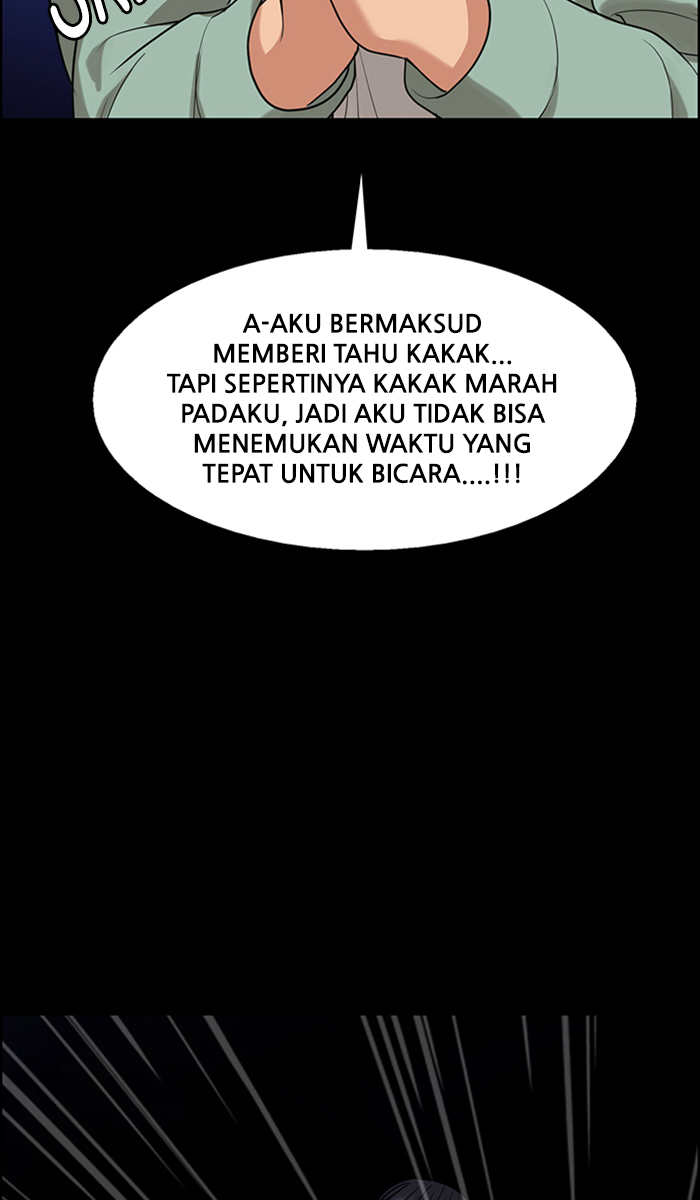 A-AKU BERMAKSUD
MEMBERI TAHU KAKAK...
TAPI SEPERTINYA KAKAK MARAH
PADAKU, JADI AKU TIDAK BISA
MENEMUKAN WAKTU YANG
TEPAT UNTUK BICARA....!!!